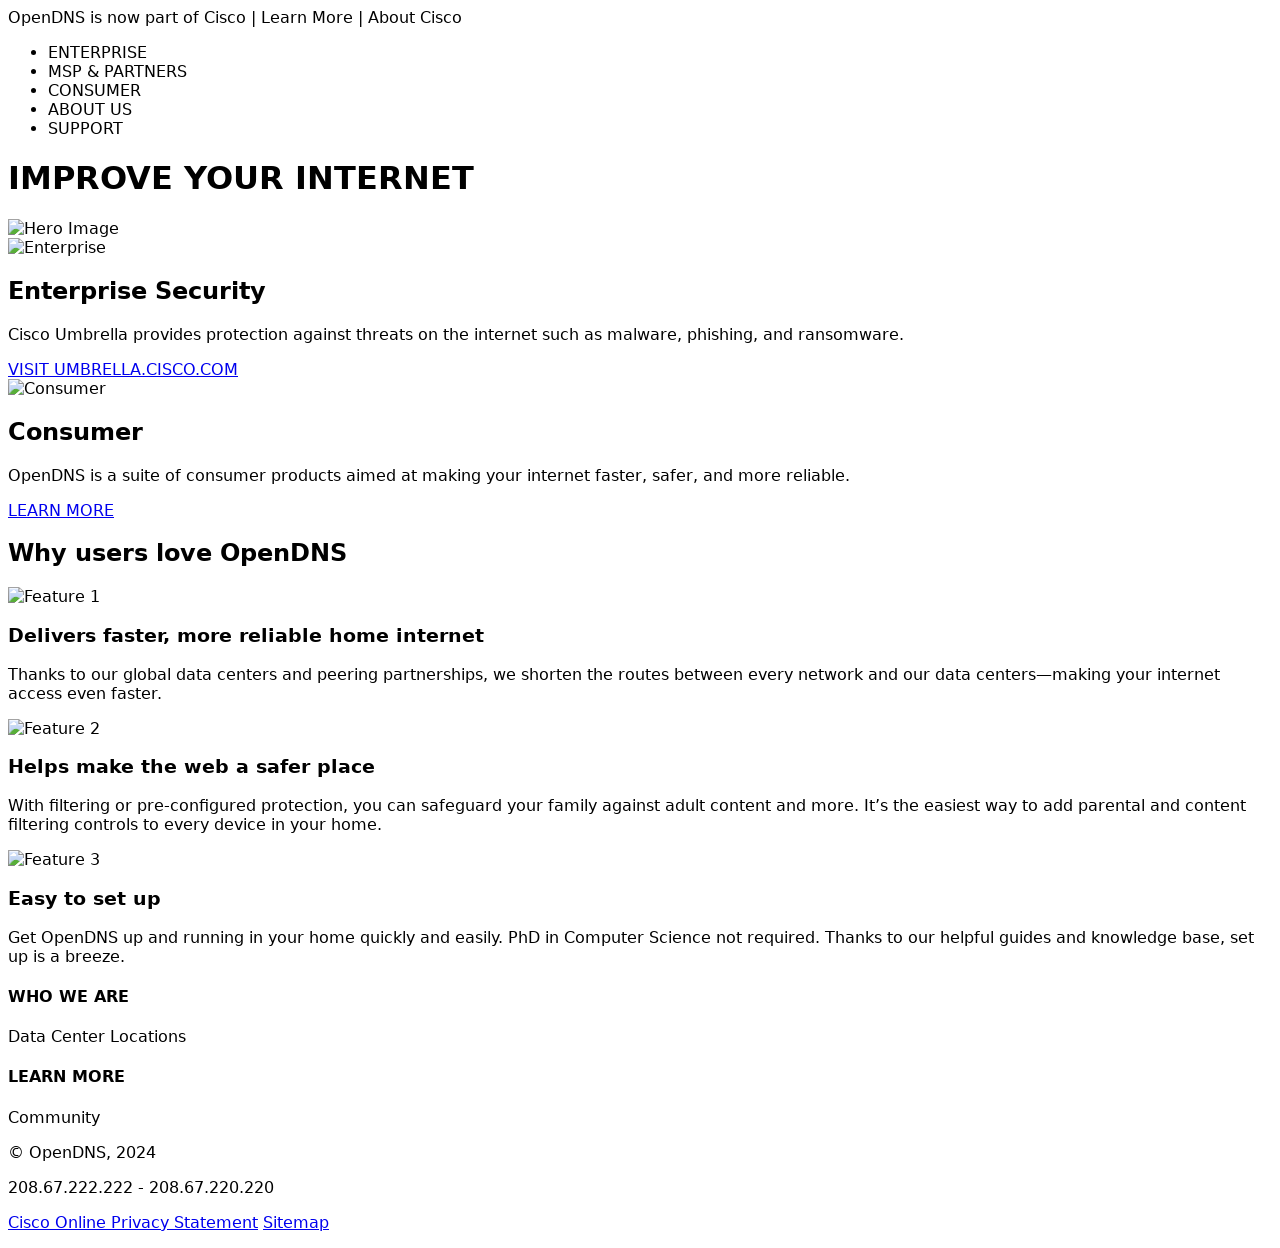 OpenDNS is now part of Cisco | Learn More | About Cisco
• ENTERPRISE
• MSP & PARTNERS
• CONSUMER
• ABOUT US
• SUPPORT
IMPROVE YOUR INTERNET
Hero Image
Enterprise
Enterprise Security
Cisco Umbrella provides protection against threats on the internet such as malware, phishing, and ransomware.
VISIT UMBRELLA.CISCO.COM
Consumer
Consumer
OpenDNS is a suite of consumer products aimed at making your internet faster, safer, and more reliable.
LEARN MORE
Why users love OpenDNS
Feature 1
Delivers faster, more reliable home internet
Thanks to our global data centers and peering partnerships, we shorten the routes between every network and our data centers—making your internet
access even faster.
Feature 2
Helps make the web a safer place
With filtering or pre-configured protection, you can safeguard your family against adult content and more. It’s the easiest way to add parental and content
filtering controls to every device in your home.
Feature 3
Easy to set up
Get OpenDNS up and running in your home quickly and easily. PhD in Computer Science not required. Thanks to our helpful guides and knowledge base, set
up is a breeze.
WHO WE ARE
Data Center Locations
LEARN MORE
Community
© OpenDNS, 2024
208.67.222.222 - 208.67.220.220
Cisco Online Privacy Statement Sitemap